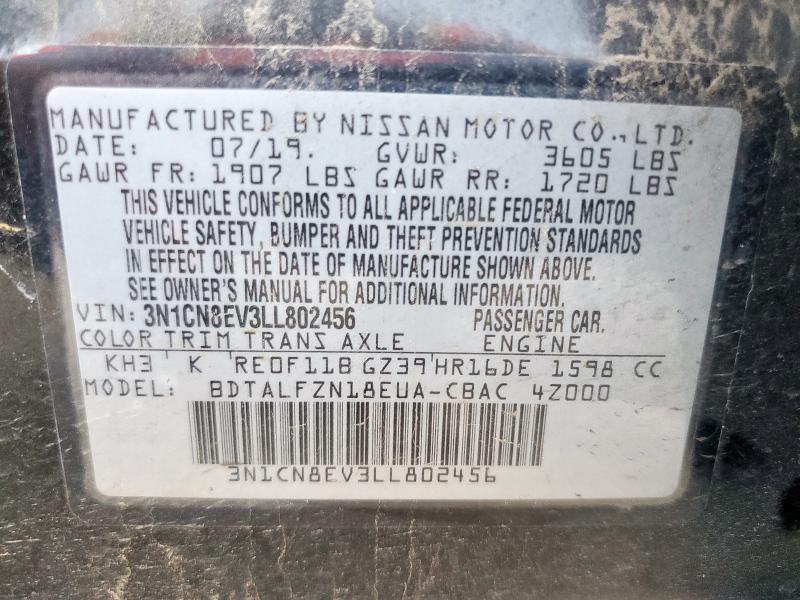 MANUFACTURED BY NISSAN MOTOR CO., LTD.
DATE: 07/19. GVWR: 3605 LBS
GAWR FR: 1907 LBS GAWR RR: 1720 LBS
THIS VEHICLE CONFORMS TO ALL APPLICABLE FEDERAL MOTOR
VEHICLE SAFETY, BUMPER AND THEFT PREVENTION STANDARDS
IN EFFECT ON THE DATE OF MANUFACTURE SHOWN ABOVE.
SEE OWNER'S MANUAL FOR ADDITIONAL INFORMATION.
VIN: 3N1CN8EV3LL802456 PASSENGER CAR.
COLOR TRIM TRANS AXLE ENGINE
KH3 K RE0F11B GZ39 HR16DE 1598 CC
MODEL: BDTALFZN18EUA-CBAC 4Z000
3N1CN8EV3LL802456